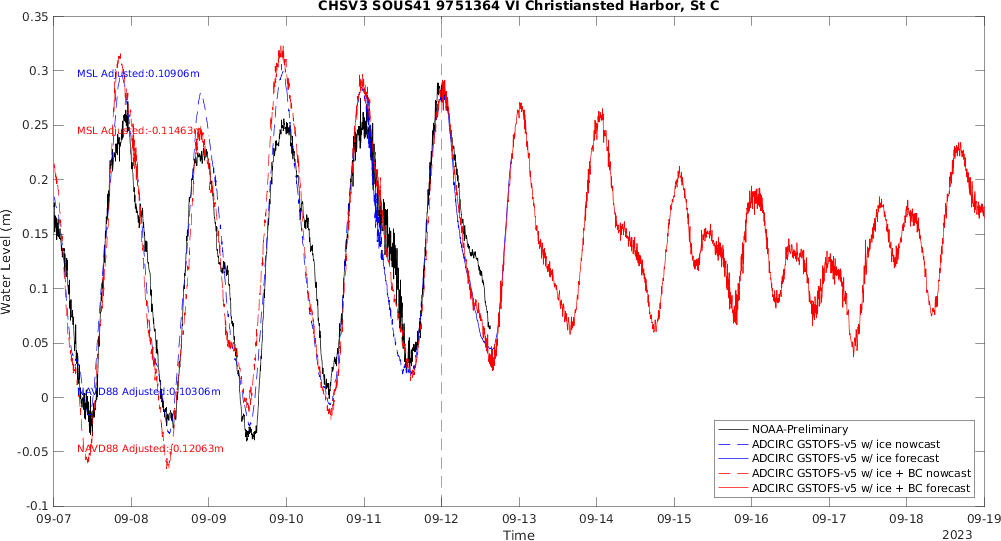 CHSV3 SOUS41 9751364 VI Christiansted Harbor, St C
0.35
0.3
0.25
0.2
0.15
0.1
0.05
0
-0.05
-0.1
Water Level (m)
MSL Adjusted:0.10906m
MSL Adjusted:-0.11463m
NAVD88 Adjusted:0.10306m
NAVD88 Adjusted:-0.12063m
NOAA-Preliminary
ADCIRC GSTOFS-v5 w/ ice nowcast
ADCIRC GSTOFS-v5 w/ ice forecast
ADCIRC GSTOFS-v5 w/ ice + BC nowcast
ADCIRC GSTOFS-v5 w/ ice + BC forecast
09-07 09-08 09-09 09-10 09-11 09-12 09-13 09-14 09-15 09-16 09-17 09-18 09-19
Time
2023